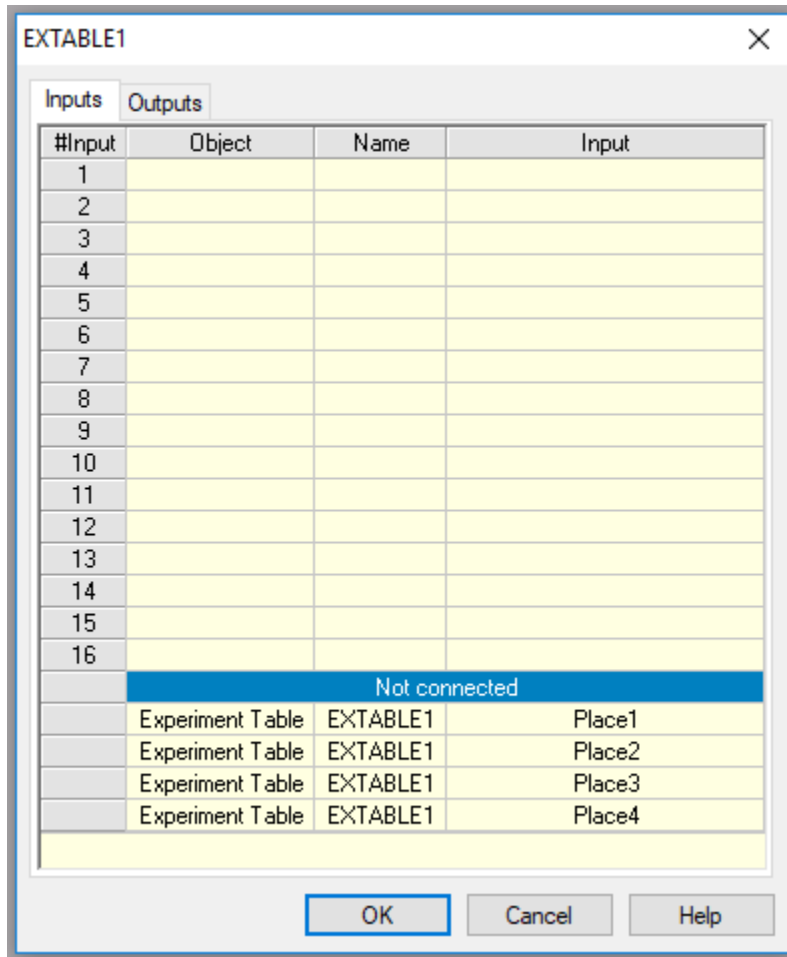 EXTABLE1
Inputs Outputs
#Input Object Name Input
1
2
3
4
5
6
7
8
9
10
11
12
13
14
15
16
Not connected
Experiment Table EXTABLE1 Place1
Experiment Table EXTABLE1 Place2
Experiment Table EXTABLE1 Place3
Experiment Table EXTABLE1 Place4
OK Cancel Help